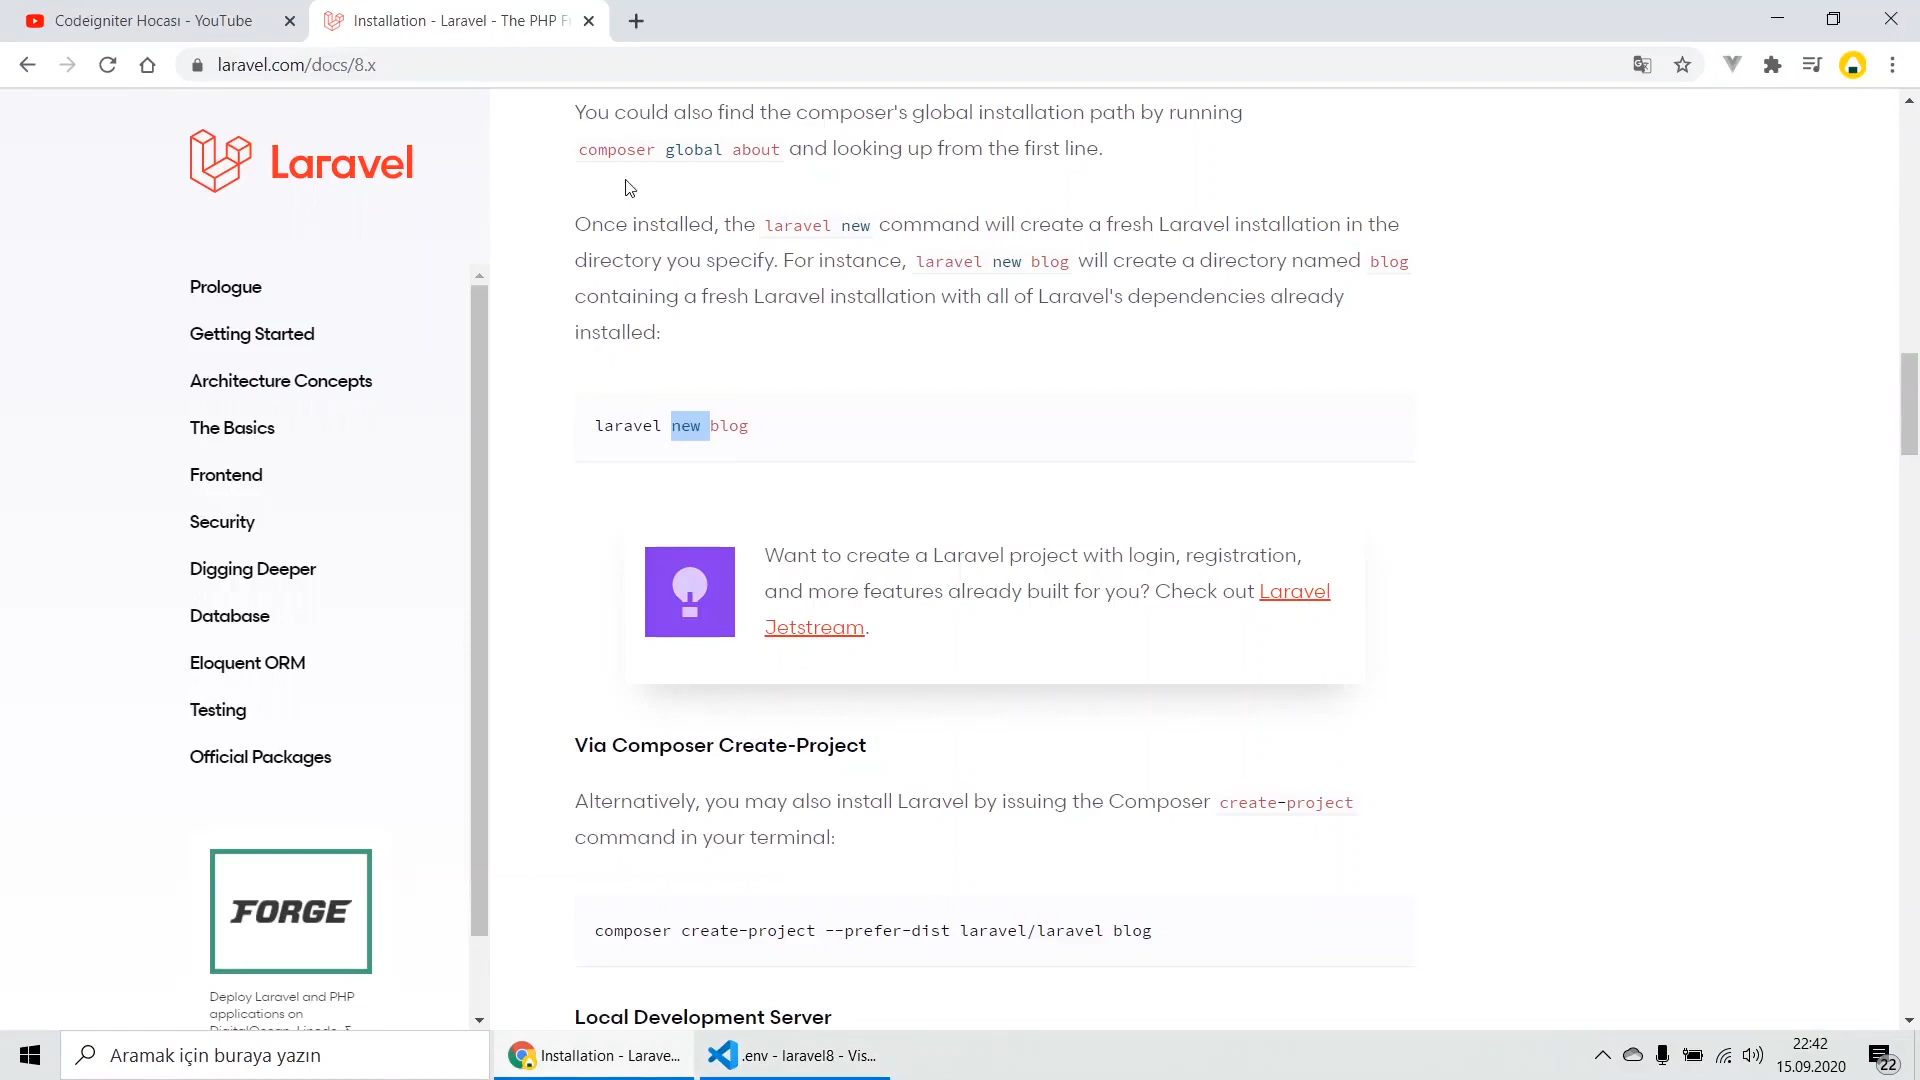 Codeigniter Hocası - YouTube
Installation - Laravel - The PHP F
laravel.com/docs/8.x
Laravel
Prologue
Getting Started
Architecture Concepts
The Basics
Frontend
Security
Digging Deeper
Database
Eloquent ORM
Testing
Official Packages
FORGE
Deploy Laravel and PHP
applications on
You could also find the composer's global installation path by running
composer global about and looking up from the first line.
Once installed, the laravel new command will create a fresh Laravel installation in the
directory you specify. For instance, laravel new blog will create a directory named blog
containing a fresh Laravel installation with all of Laravel's dependencies already
installed:
laravel new blog
Want to create a Laravel project with login, registration,
and more features already built for you? Check out Laravel
Jetstream.
Via Composer Create-Project
Alternatively, you may also install Laravel by issuing the Composer create-project
command in your terminal:
composer create-project --prefer-dist laravel/laravel blog
Local Development Server
Aramak için buraya yazın
Installation - Larave...
.env - laravel8 - Vis...
22:42
15.09.2020
22